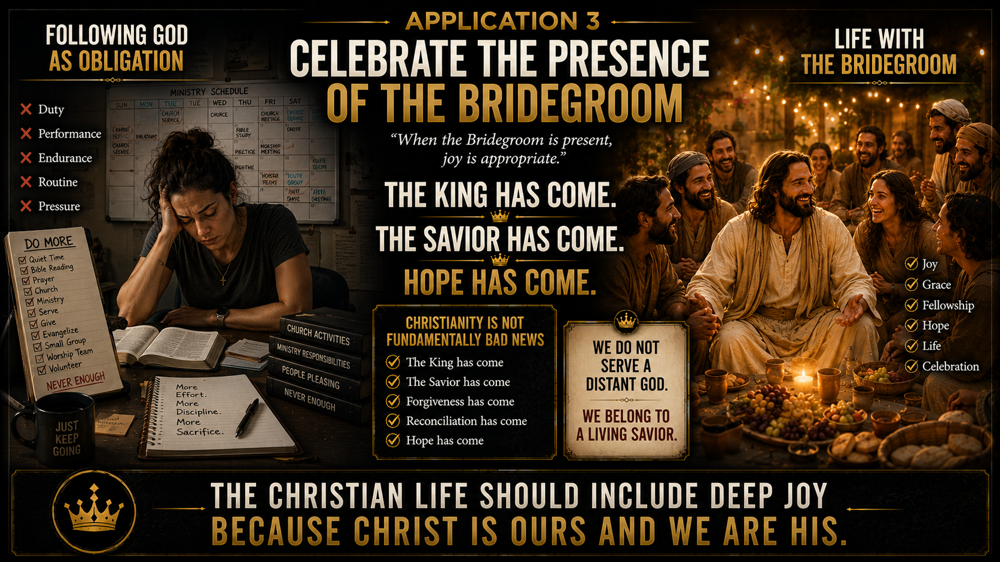 APPLICATION 3
CELEBRATE THE PRESENCE
OF THE BRIDEGROOM
"When the Bridegroom is present,
joy is appropriate."
THE KING HAS COME.
THE SAVIOR HAS COME.
HOPE HAS COME.
FOLLOWING GOD
AS OBLIGATION
Duty
Performance
Endurance
Routine
Pressure
MINISTRY SCHEDULE
SUN MON TUE TUE WED THU FRI SAT
CHURCH
STUDY
WORSHIP
MEETING
DO MORE
Quiet Time
Bible Reading
Prayer
Church
Ministry
Serve
Give
Evangelize
Small Group
Worship Team
Volunteer
NEVER ENOUGH
JUST
KEEP
GOING
More
Effort.
More
Discipline.
More
Sacrifice.
CHURCH ACTIVITIES
MINISTRY RESPONSIBILITIES
PEOPLE PLEASING
NEVER ENOUGH
CHRISTIANITY IS NOT
FUNDAMENTALLY BAD NEWS
The King has come
The Savior has come
Forgiveness has come
Reconciliation has come
Hope has come
WE DO NOT
SERVE A
DISTANT GOD.
WE BELONG TO
A LIVING SAVIOR.
LIFE WITH
THE BRIDEGROOM
Joy
Grace
Fellowship
Hope
Life
Celebration
THE CHRISTIAN LIFE SHOULD INCLUDE DEEP JOY
BECAUSE CHRIST IS OURS AND WE ARE HIS.